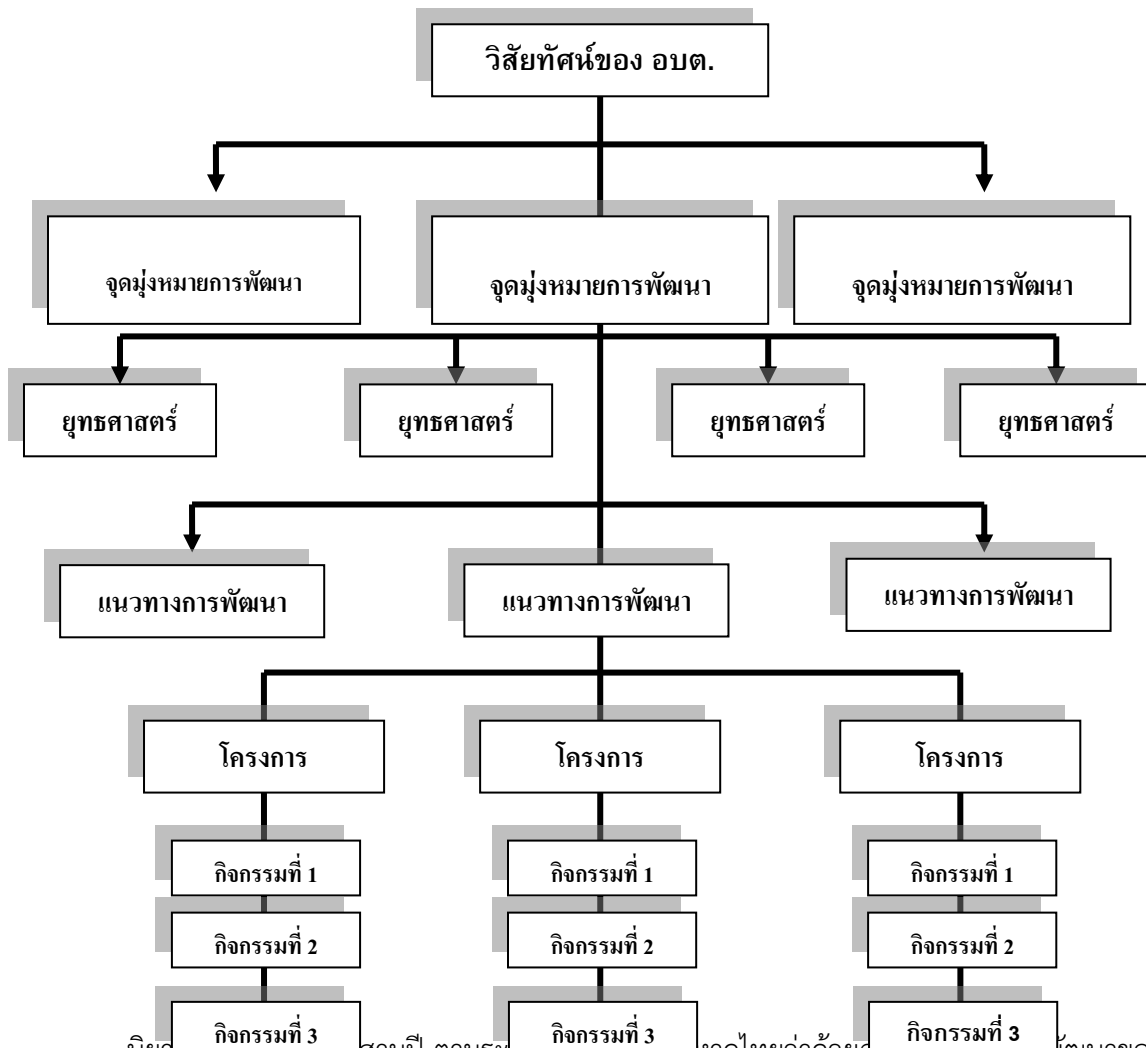 วิสัยทัศน์ของ อบต.
จุดมุ่งหมายการพัฒนา จุดมุ่งหมายการพัฒนา จุดมุ่งหมายการพัฒนา
ยุทธศาสตร์ ยุทธศาสตร์ ยุทธศาสตร์ ยุทธศาสตร์
แนวทางการพัฒนา แนวทางการพัฒนา แนวทางการพัฒนา
โครงการ โครงการ โครงการ
กิจกรรมที่ 1 กิจกรรมที่ 1 กิจกรรมที่ 1
กิจกรรมที่ 2 กิจกรรมที่ 2 กิจกรรมที่ 2
กิจกรรมที่ 3 กิจกรรมที่ 3 กิจกรรมที่ 3